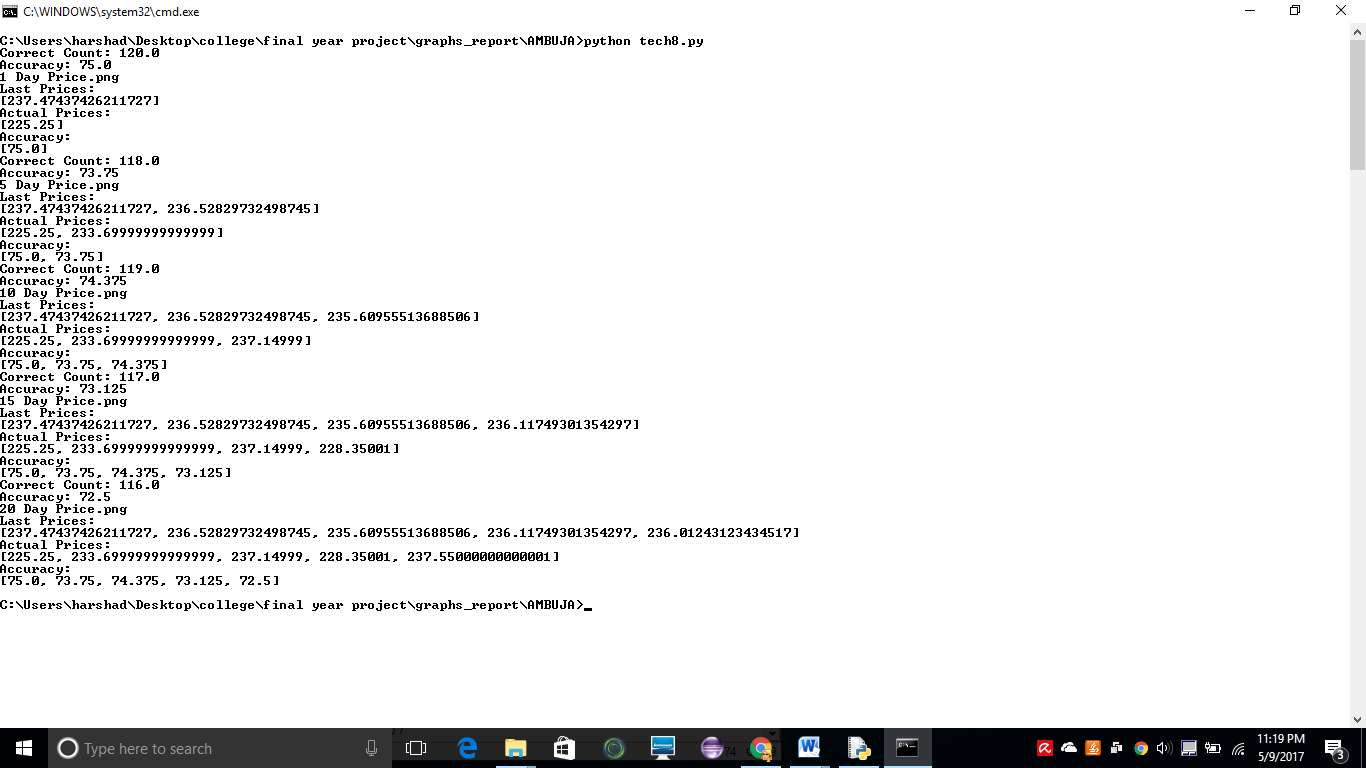 C:\WINDOWS\system32\cmd.exe
C:\Users\harshad\Desktop\college\final year project\graphs_report\AMBUJA>python tech8.py
Correct Count: 120.0
Accuracy: 75.0
1 Day Price.png
Last Prices:
[237.47437426211727]
Actual Prices:
[225.25]
Accuracy:
[75.0]
Correct Count: 118.0
Accuracy: 73.75
5 Day Price.png
Last Prices:
[237.47437426211727, 236.52829732498745]
Actual Prices:
[225.25, 233.69999999999999]
Accuracy:
[75.0, 73.75]
Correct Count: 119.0
Accuracy: 74.375
10 Day Price.png
Last Prices:
[237.47437426211727, 236.52829732498745, 235.60955513688506]
Actual Prices:
[225.25, 233.69999999999999, 237.14999]
Accuracy:
[75.0, 73.75, 74.375]
Correct Count: 117.0
Accuracy: 73.125
15 Day Price.png
Last Prices:
[237.47437426211727, 236.52829732498745, 235.60955513688506, 236.11749301354297]
Actual Prices:
[225.25, 233.69999999999999, 237.14999, 228.35001]
Accuracy:
[75.0, 73.75, 74.375, 73.125]
Correct Count: 116.0
Accuracy: 72.5
20 Day Price.png
Last Prices:
[237.47437426211727, 236.52829732498745, 235.60955513688506, 236.11749301354297, 236.01243123434517]
Actual Prices:
[225.25, 233.69999999999999, 237.14999, 228.35001, 237.55000000000001]
Accuracy:
[75.0, 73.75, 74.375, 73.125, 72.5]
C:\Users\harshad\Desktop\college\final year project\graphs_report\AMBUJA>_
Type here to search
11:19 PM
5/9/2017
3